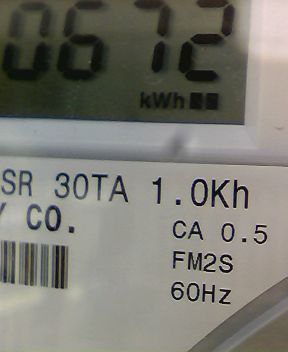 0672
kWh
SR 30TA 1.0Kh
Y CO.
CA 0.5
FM2S
60Hz